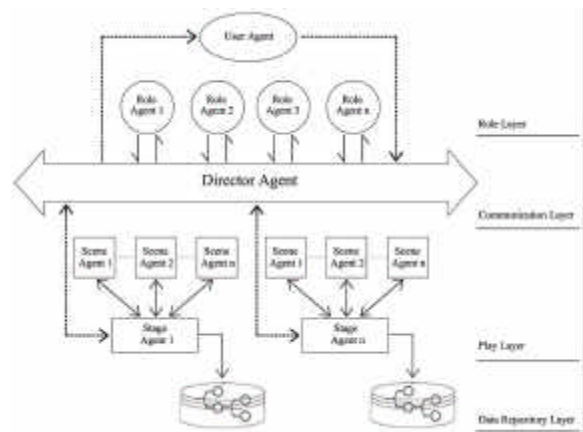 User Agent
Role
Agent 1
Role
Agent 2
Role
Agent 3
Role
Agent n
Role Layer
Director Agent
Communication Layer
Scene
Agent 1
Scene
Agent 2
Scene
Agent n
Scene
Agent 1
Scene
Agent 2
Scene
Agent n
Stage
Agent 1
Stage
Agent n
Play Layer
Data Repository Layer